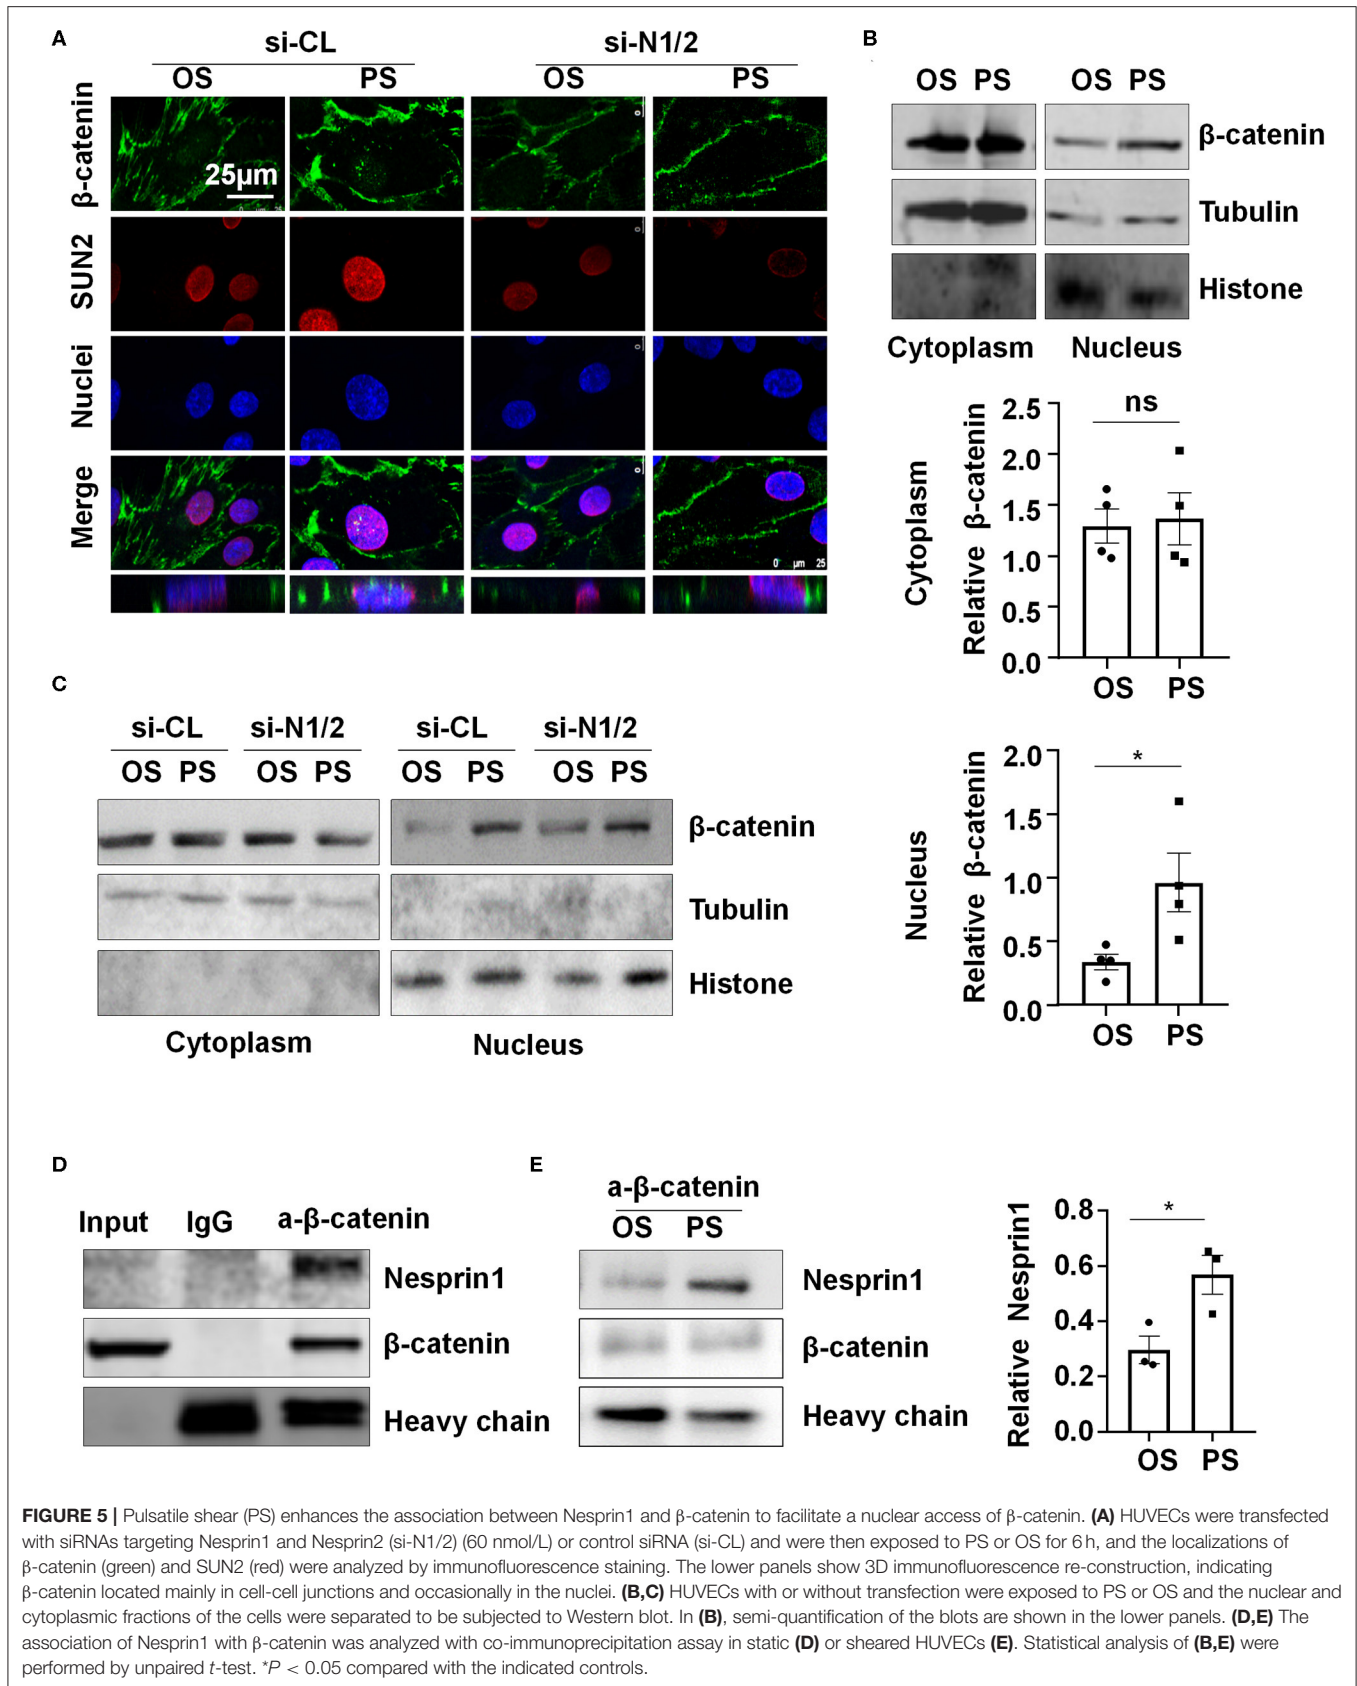 A
si-CL
si-N1/2
OS
PS
OS
PS
β-catenin
25µm
SUN2
Nuclei
Merge
0 µm 25
B
OS PS
OS PS
β-catenin
Tubulin
Histone
Cytoplasm
Nucleus
Cytoplasm
Relative β-catenin
2.5
2.0
1.5
1.0
0.5
0.0
ns
OS
PS
Nucleus
Relative β-catenin
2.0
1.5
1.0
0.5
0.0
*
OS
PS
C
si-CL
si-N1/2
si-CL
si-N1/2
OS PS
OS PS
OS PS
OS PS
β-catenin
Tubulin
Histone
Cytoplasm
Nucleus
D
Input
IgG
a-β-catenin
Nesprin1
β-catenin
Heavy chain
E
a-β-catenin
OS PS
Nesprin1
β-catenin
Heavy chain
Relative Nesprin1
0.8
0.6
0.4
0.2
0.0
*
OS
PS
FIGURE 5 | Pulsatile shear (PS) enhances the association between Nesprin1 and β-catenin to facilitate a nuclear access of β-catenin. (A) HUVECs were transfected
with siRNAs targeting Nesprin1 and Nesprin2 (si-N1/2) (60 nmol/L) or control siRNA (si-CL) and were then exposed to PS or OS for 6 h, and the localizations of
β-catenin (green) and SUN2 (red) were analyzed by immunofluorescence staining. The lower panels show 3D immunofluorescence re-construction, indicating
β-catenin located mainly in cell-cell junctions and occasionally in the nuclei. (B,C) HUVECs with or without transfection were exposed to PS or OS and the nuclear and
cytoplasmic fractions of the cells were separated to be subjected to Western blot. In (B), semi-quantification of the blots are shown in the lower panels. (D,E) The
association of Nesprin1 with β-catenin was analyzed with co-immunoprecipitation assay in static (D) or sheared HUVECs (E). Statistical analysis of (B,E) were
performed by unpaired t-test. *P < 0.05 compared with the indicated controls.